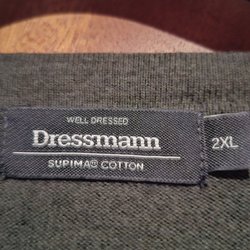 WELL DRESSED
Dressmann
SUPIMA® COTTON
2XL